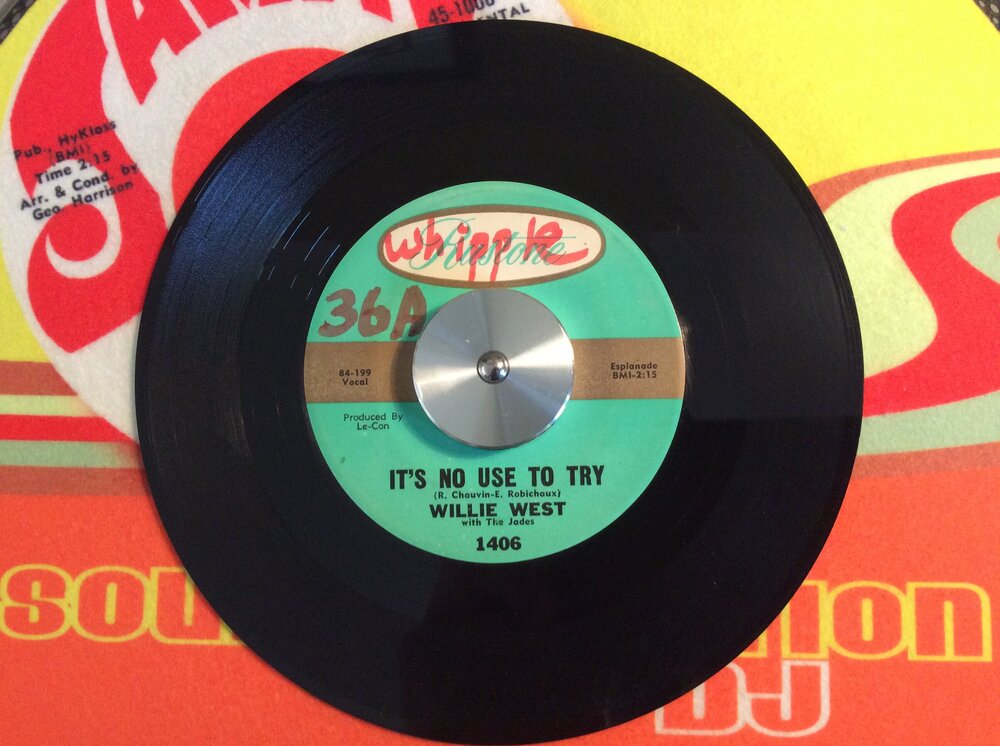 45-1000
Pub., HyKlass
(BMI)
Time 2:15
Arr. & Cond. by
Geo. Harrison
Rustone
whipple
36A
84-199
Vocal
Esplanade
BMI-2:15
Produced By
Le-Con
IT'S NO USE TO TRY
(R. Chauvin-E. Robichaux)
WILLIE WEST
with The Jades
1406
DJ